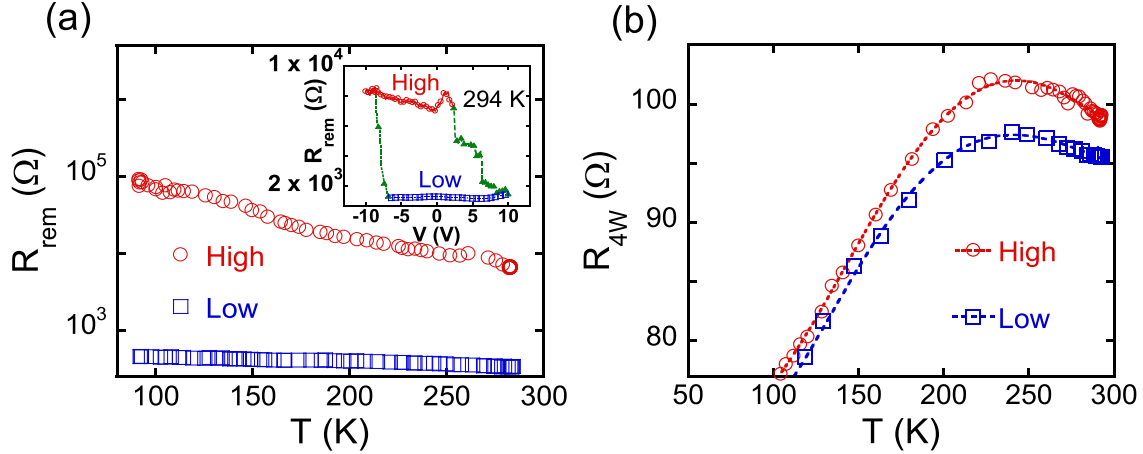 (a)
R_rem (Ω)
10^5
10^3
High
Low
100
150
200
250
300
T (K)
1 x 10^4
2 x 10^3
R_rem (Ω)
High
294 K
Low
-10
-5
0
5
10
V (V)
(b)
R_4W (Ω)
100
90
80
High
Low
50
100
150
200
250
300
T (K)